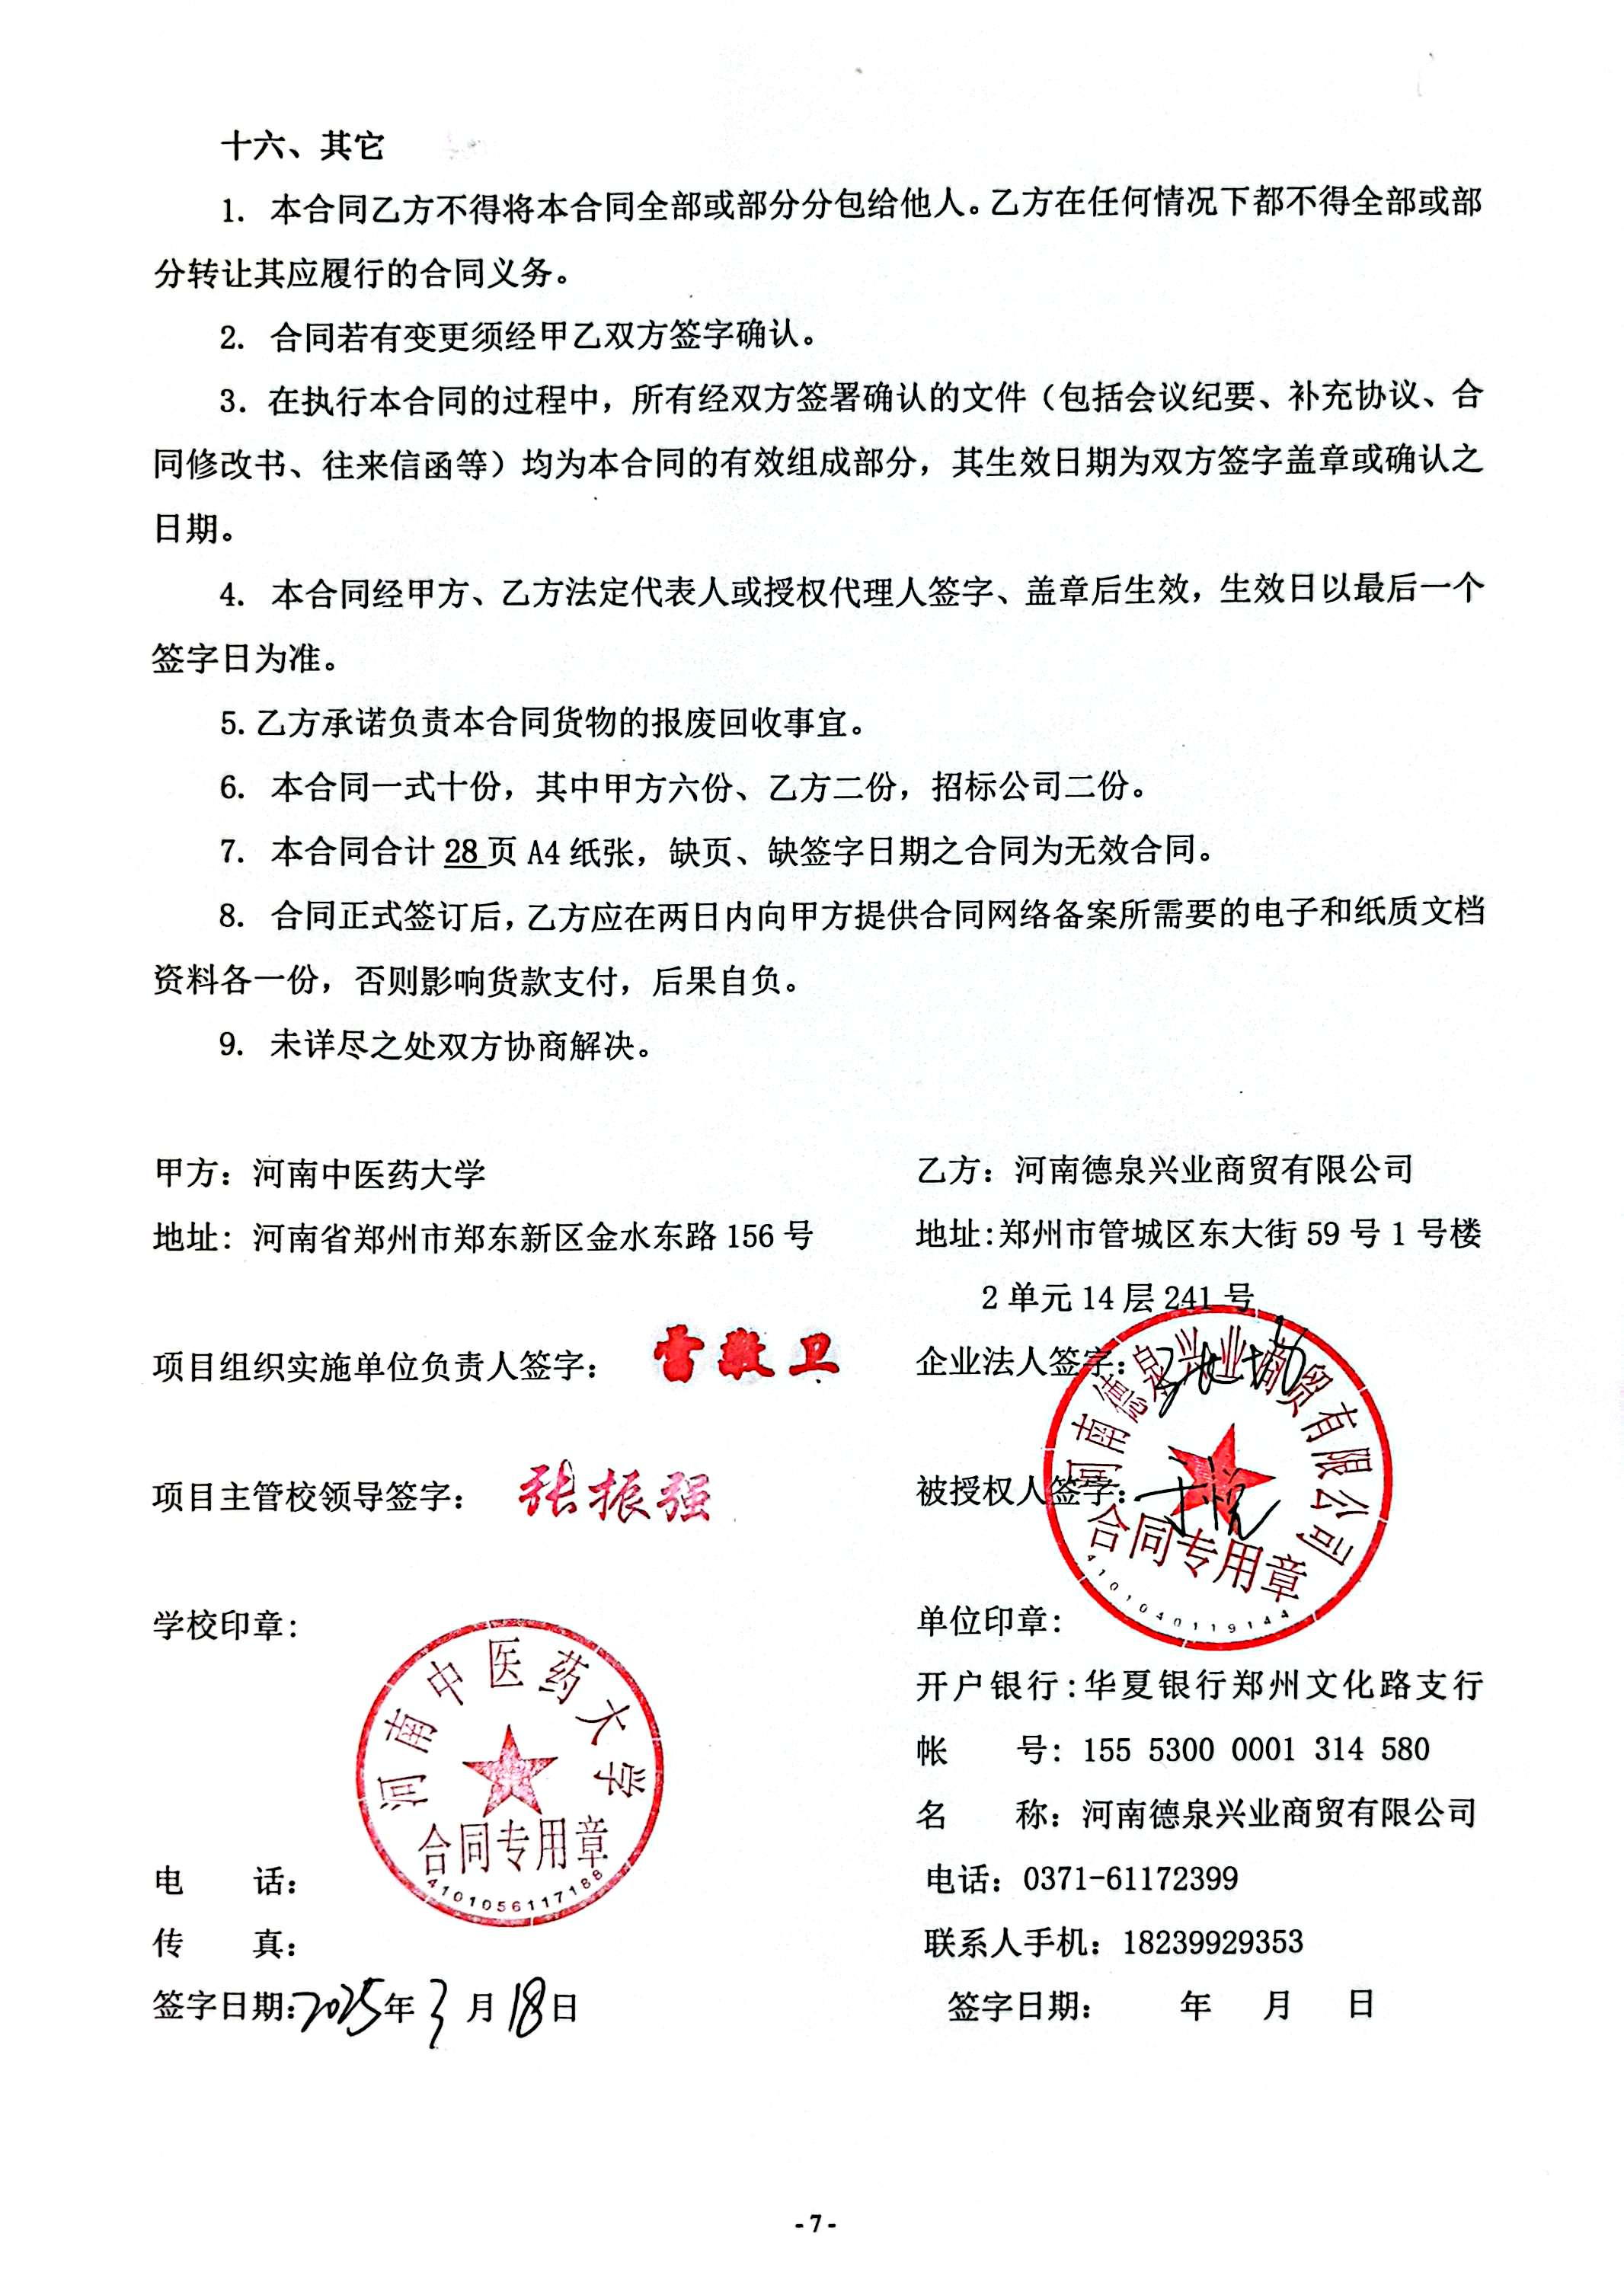 十六、其它
1. 本合同乙方不得将本合同全部或部分分包给他人。乙方在任何情况下都不得全部或部
分转让其应履行的合同义务。
2. 合同若有变更须经甲乙双方签字确认。
3. 在执行本合同的过程中，所有经双方签署确认的文件（包括会议纪要、补充协议、合
同修改书、往来信函等）均为本合同的有效组成部分，其生效日期为双方签字盖章或确认之
日期。
4. 本合同经甲方、乙方法定代表人或授权代理人签字、盖章后生效，生效日以最后一个
签字日为准。
5.乙方承诺负责本合同货物的报废回收事宜。
6. 本合同一式十份，其中甲方六份、乙方二份，招标公司二份。
7. 本合同合计 28 页 A4 纸张，缺页、缺签字日期之合同为无效合同。
8. 合同正式签订后，乙方应在两日内向甲方提供合同网络备案所需要的电子和纸质文档
资料各一份，否则影响货款支付，后果自负。
9. 未详尽之处双方协商解决。
甲方：河南中医药大学
地址：河南省郑州市郑东新区金水东路 156 号
项目组织实施单位负责人签字：
项目主管校领导签字： 张振强
学校印章：
河南中医药大学
合同专用章
4101056117188
电 话：
传 真：
签字日期：2025年3月18日
乙方：河南德泉兴业商贸有限公司
地址：郑州市管城区东大街 59 号 1 号楼
2 单元 14 层 241 号
企业法人签字：
被授权人签字：
河南德泉兴业商贸有限公司
合同专用章
4101040119144
单位印章：
开户银行：华夏银行郑州文化路支行
帐 号：155 5300 0001 314 580
名 称：河南德泉兴业商贸有限公司
电话：0371-61172399
联系人手机：18239929353
签字日期： 年 月 日
- 7 -